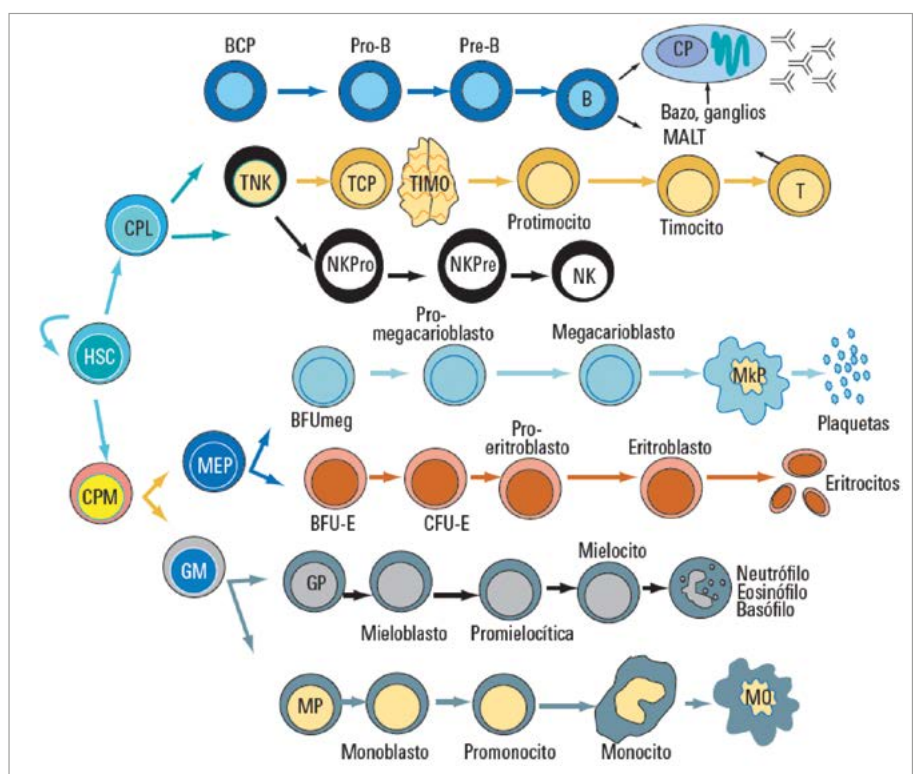 BCP
Pro-B
Pre-B
B
CP
Bazo, ganglios
MALT
TNK
TCP
TIMO
Protimocito
Timocito
T
CPL
NKPro
NKPre
NK
HSC
BFUmeg
Pro-
megacarioblasto
Megacarioblasto
MkP
Plaquetas
CPM
MEP
BFU-E
CFU-E
Pro-
eritroblasto
Eritroblasto
Eritrocitos
GM
GP
Mieloblasto
Promielocítica
Mielocito
Neutrófilo
Eosinófilo
Basófilo
MP
Monoblasto
Promonocito
Monocito
MO